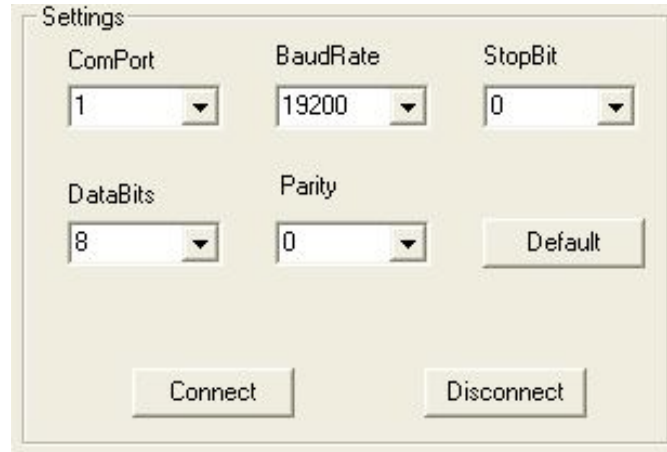 Settings
ComPort BaudRate StopBit
1 19200 0
DataBits Parity
8 0 Default
Connect Disconnect